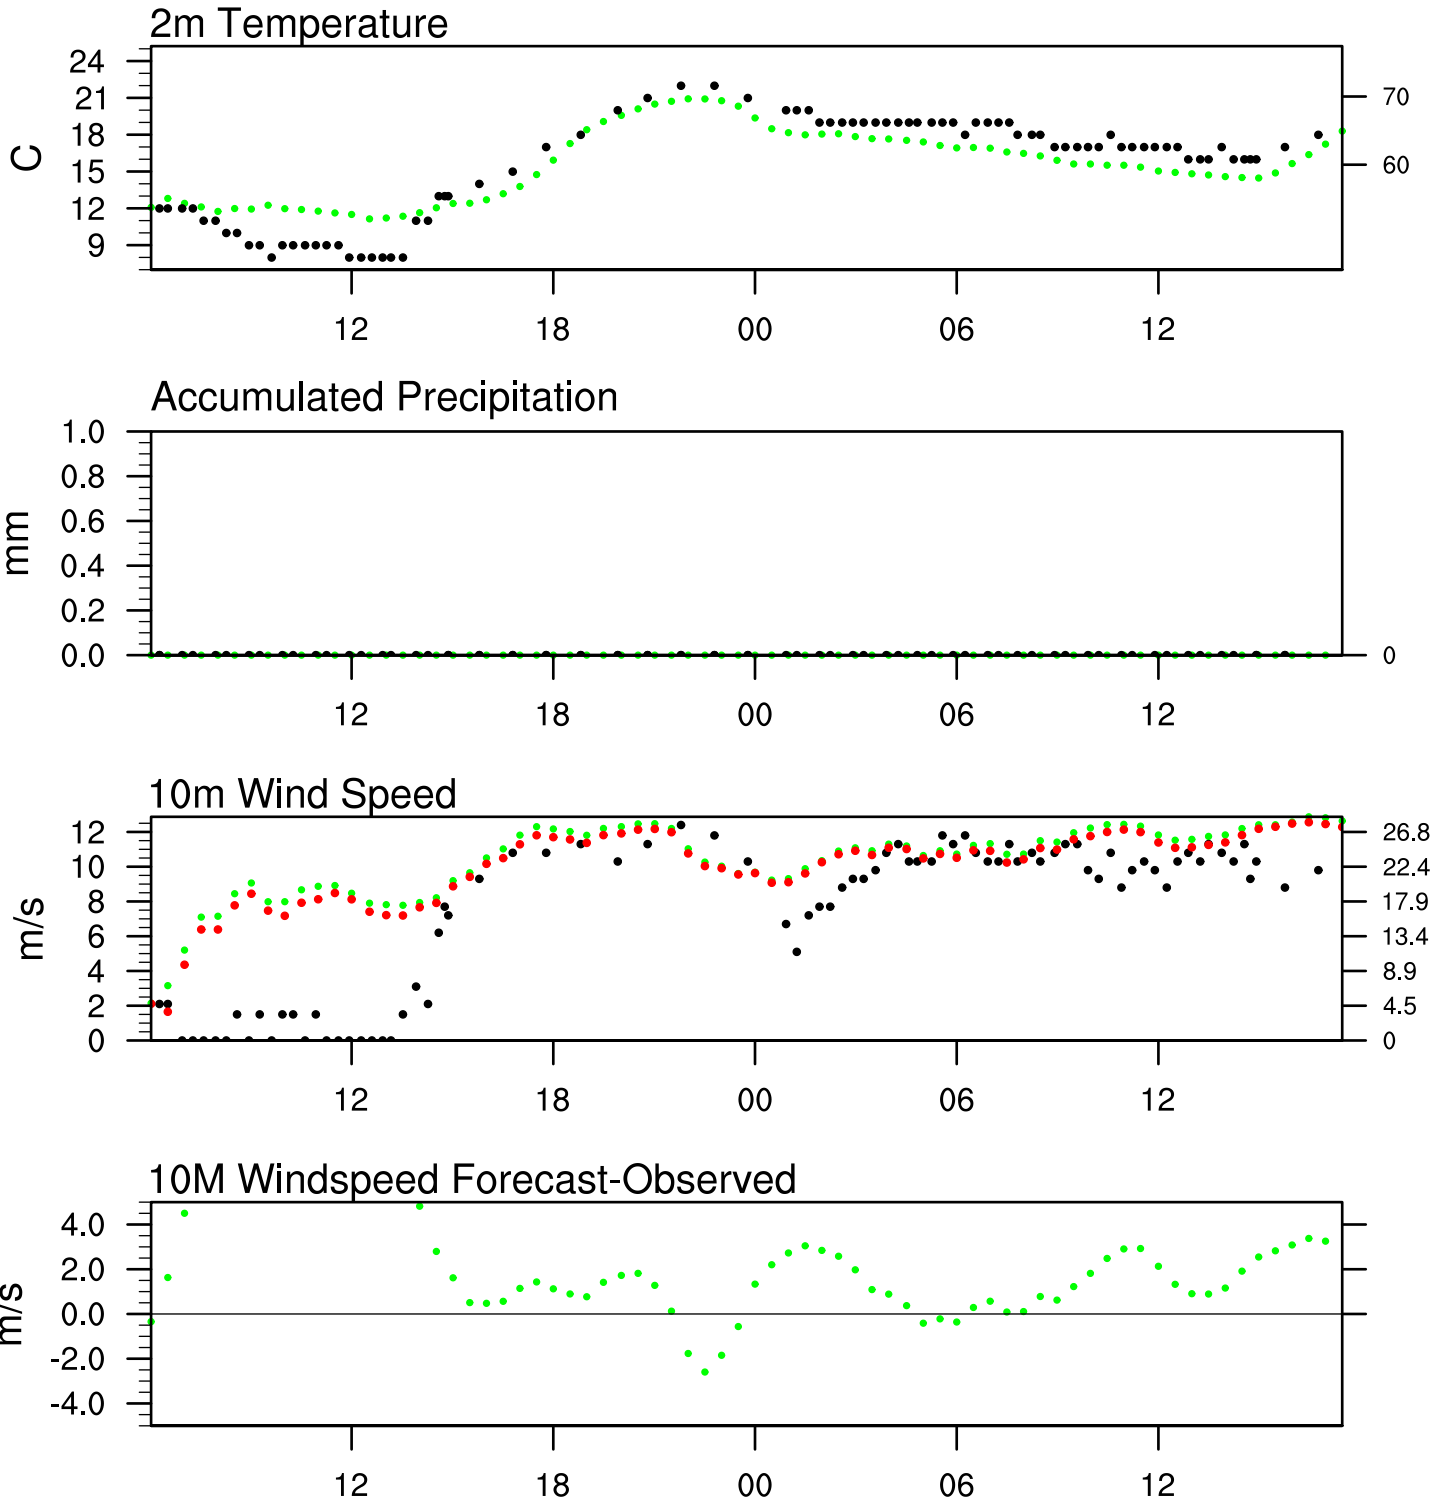 2m Temperature
24
21
18
15
12
9
C
70
60
12 18 00 06 12
Accumulated Precipitation
1.0
0.8
0.6
0.4
0.2
0.0
mm
0
12 18 00 06 12
10m Wind Speed
12
10
8
6
4
2
0
m/s
26.8
22.4
17.9
13.4
8.9
4.5
0
12 18 00 06 12
10M Windspeed Forecast-Observed
4.0
2.0
0.0
-2.0
-4.0
m/s
12 18 00 06 12